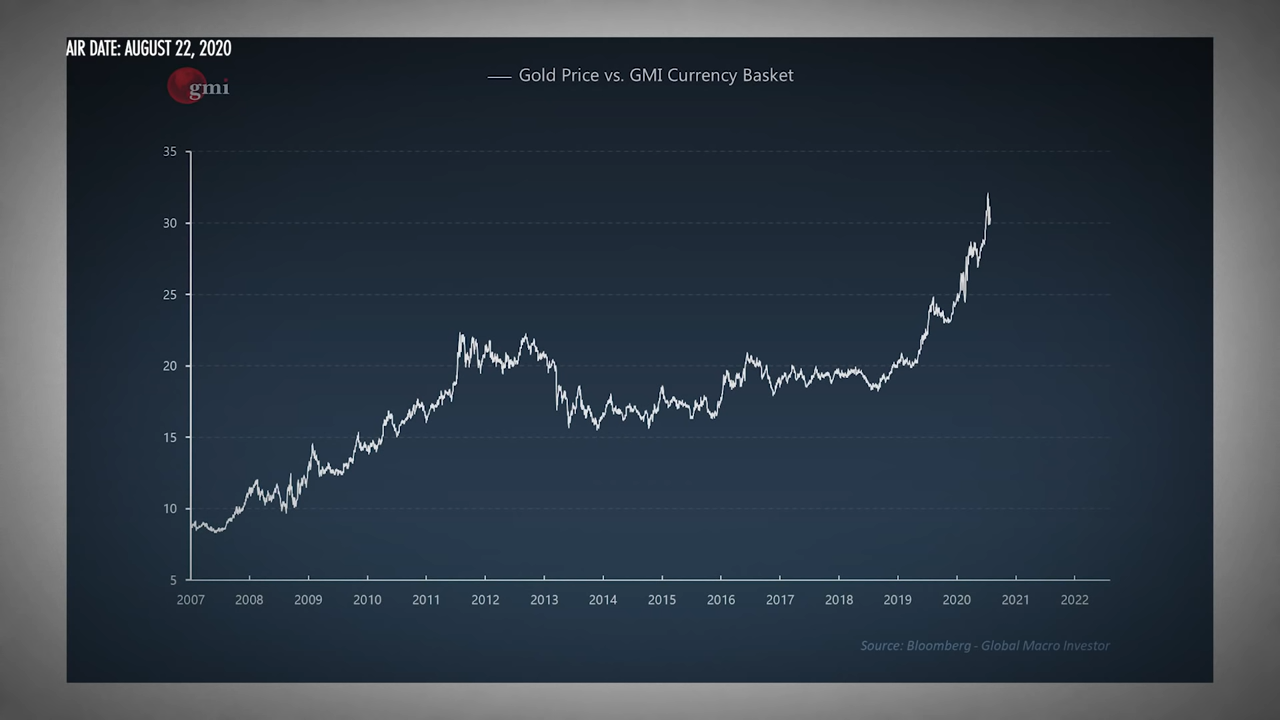 AIR DATE: AUGUST 22, 2020
gmi
Gold Price vs. GMI Currency Basket
35
30
25
20
15
10
5
2007 2008 2009 2010 2011 2012 2013 2014 2015 2016 2017 2018 2019 2020 2021 2022
Source: Bloomberg - Global Macro Investor